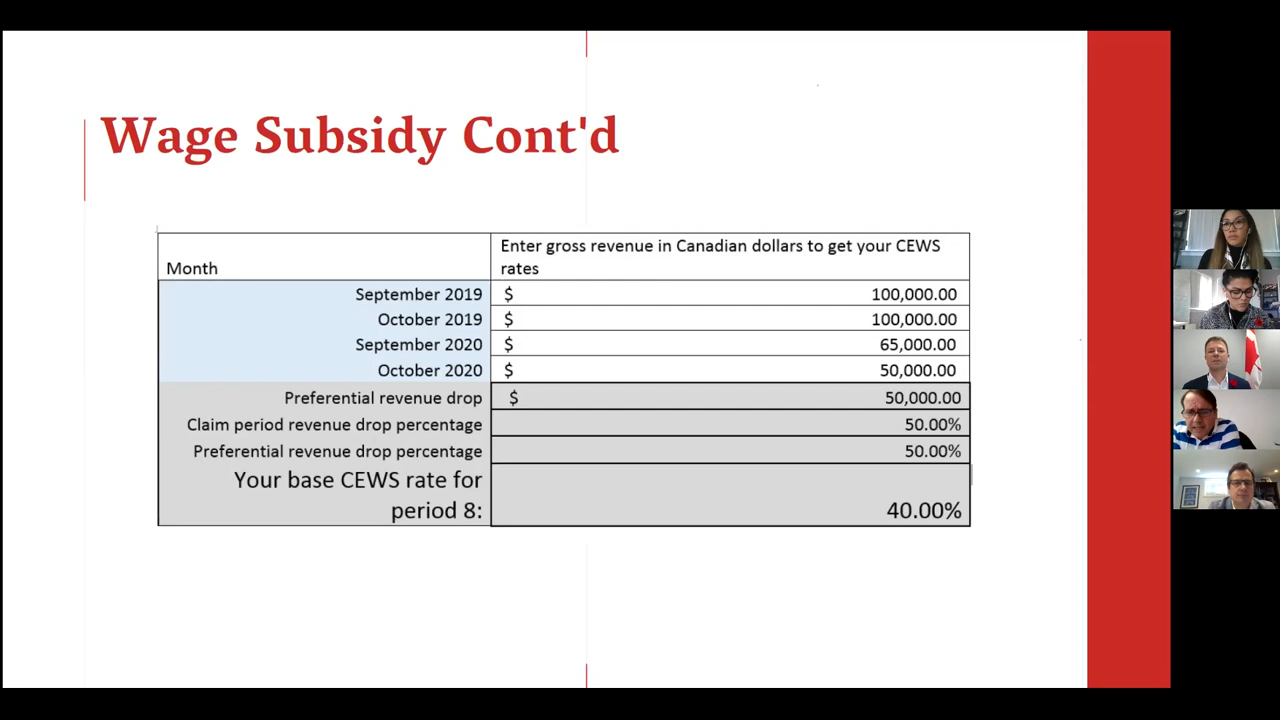 Wage Subsidy Cont'd
Month
Enter gross revenue in Canadian dollars to get your CEWS
rates
September 2019 $ 100,000.00
October 2019 $ 100,000.00
September 2020 $ 65,000.00
October 2020 $ 50,000.00
Preferential revenue drop $ 50,000.00
Claim period revenue drop percentage 50.00%
Preferential revenue drop percentage 50.00%
Your base CEWS rate for
period 8: 40.00%